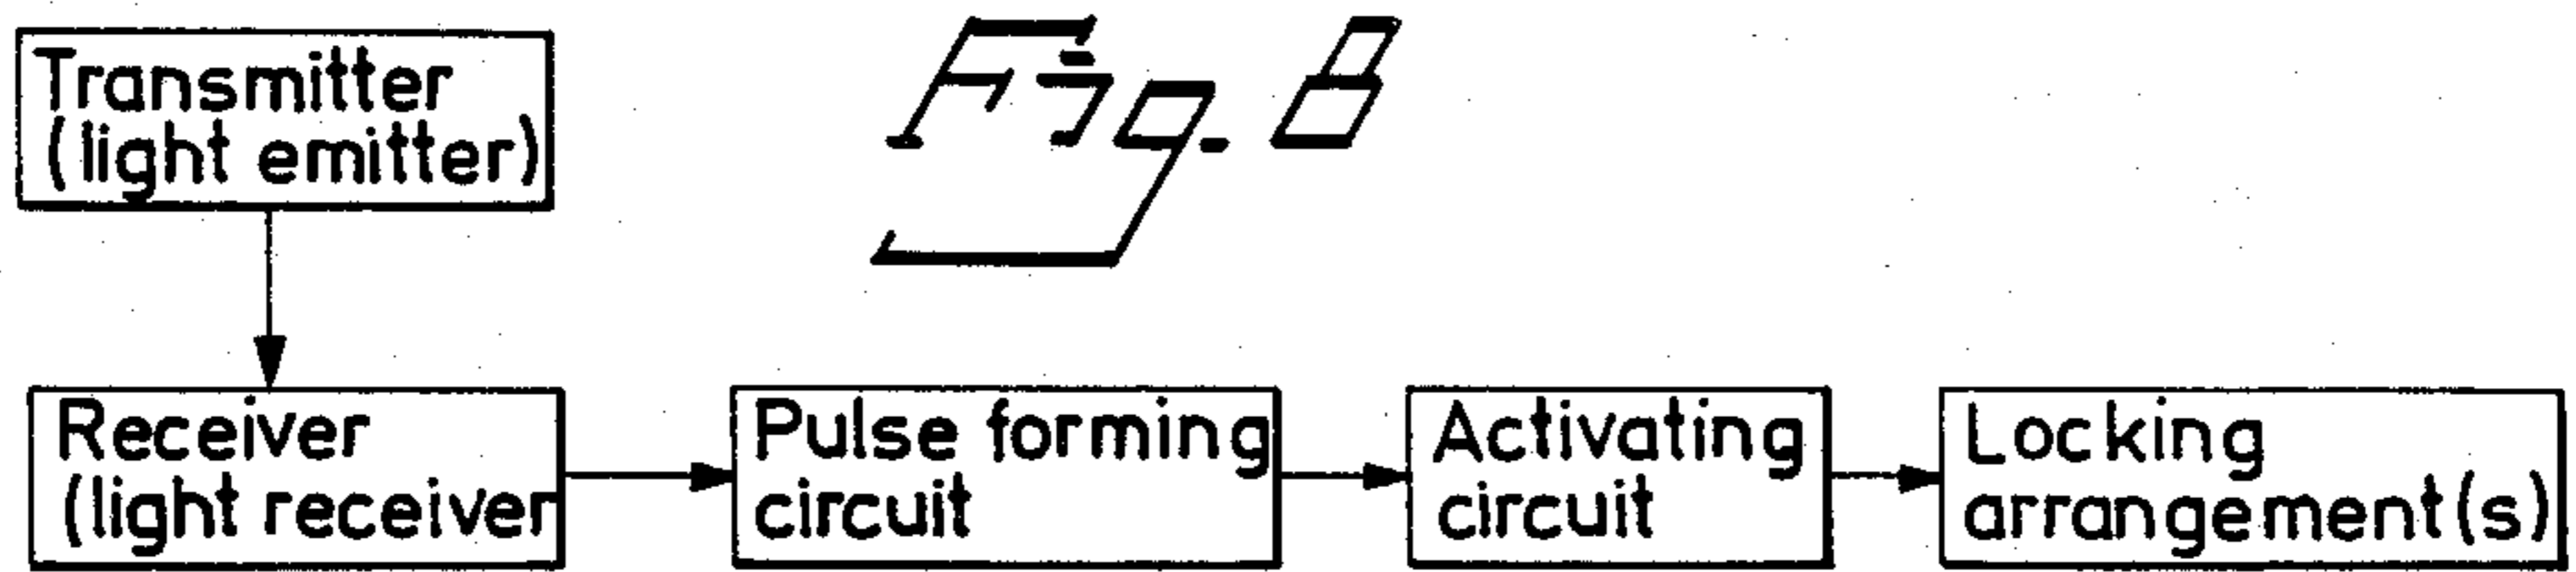 Transmitter
(light emitter)
Fig. 8
Receiver
(light receiver
Pulse forming
circuit
Activating
circuit
Locking
arrangement(s)